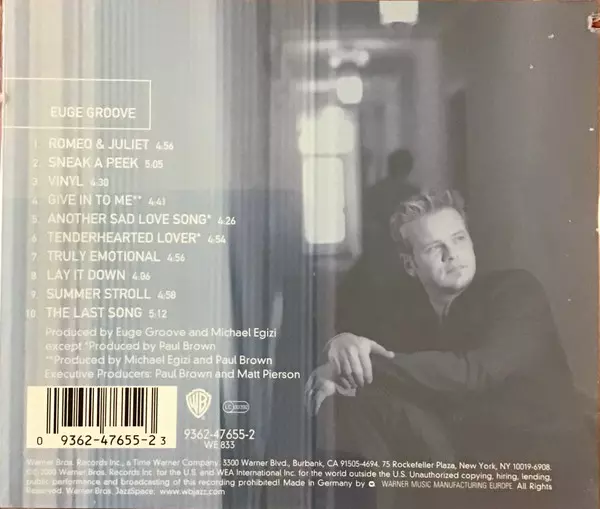 EUGE GROOVE
1. ROMEO & JULIET 4:56
2. SNEAK A PEEK 5:05
3. VINYL 4:30
4. GIVE IN TO ME** 4:41
5. ANOTHER SAD LOVE SONG* 4:26
6. TENDERHEARTED LOVER* 4:54
7. TRULY EMOTIONAL 4:56
8. LAY IT DOWN 4:06
9. SUMMER STROLL 4:58
10. THE LAST SONG 5:12
Produced by Euge Groove and Michael Egizi
except *Produced by Paul Brown
**Produced by Michael Egizi and Paul Brown
Executive Producers: Paul Brown and Matt Pierson
0 9362-47655-2 3
WB
9362-47655-2
WE 833
Warner Bros. Records Inc., a Time Warner Company. 3300 Warner Blvd., Burbank, CA 91505-4694. 75 Rockefeller Plaza, New York, NY 10019-6908.
© ℗ 2000 Warner Bros. Records Inc. for the U.S. and WEA International Inc. for the world outside the U.S. Unauthorized copying, hiring, lending,
public performance and broadcasting of this recording prohibited! Made in Germany by WARNER MUSIC MANUFACTURING EUROPE. All Rights
Reserved. Warner Bros. JazzSpace: www.wbjazz.com